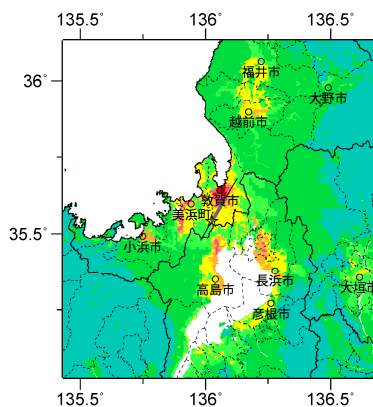 135.5° 136° 136.5°
36°
福井市
大野市
越前市
敦賀市
美浜町
35.5°
小浜市
高島市
長浜市
大垣市
彦根市
135.5° 136° 136.5°